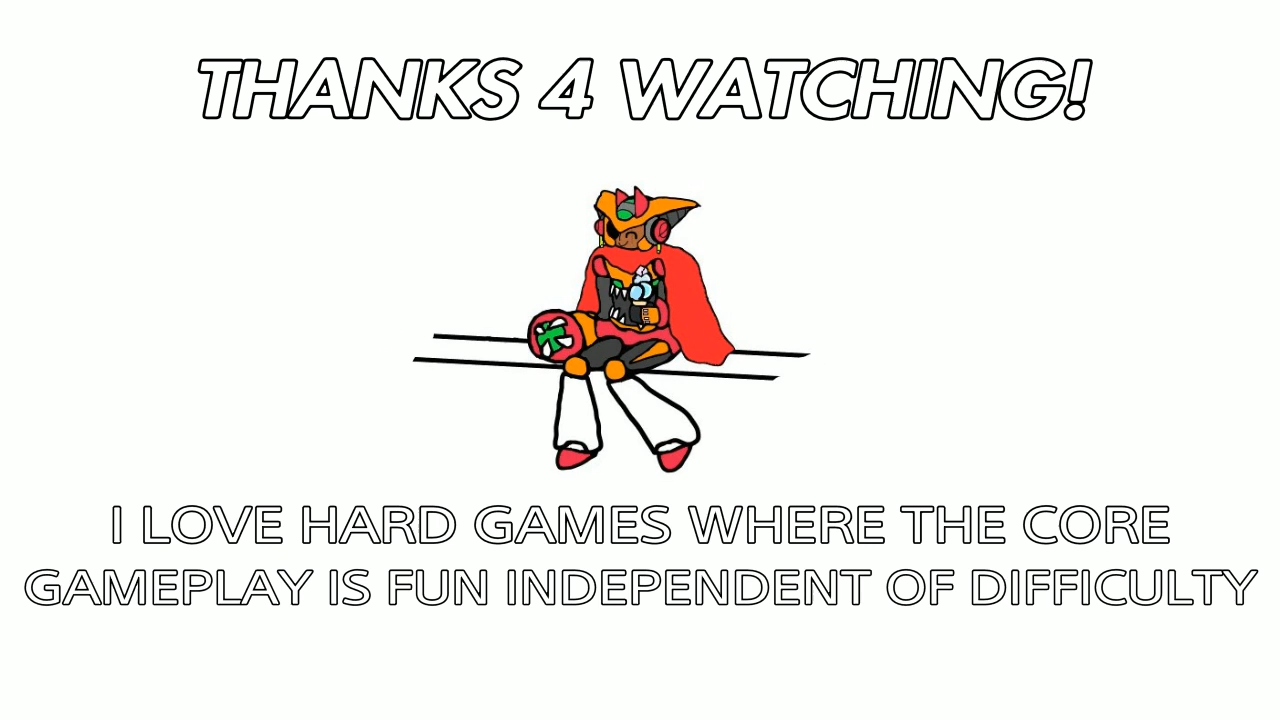 THANKS 4 WATCHING!
I LOVE HARD GAMES WHERE THE CORE
GAMEPLAY IS FUN INDEPENDENT OF DIFFICULTY